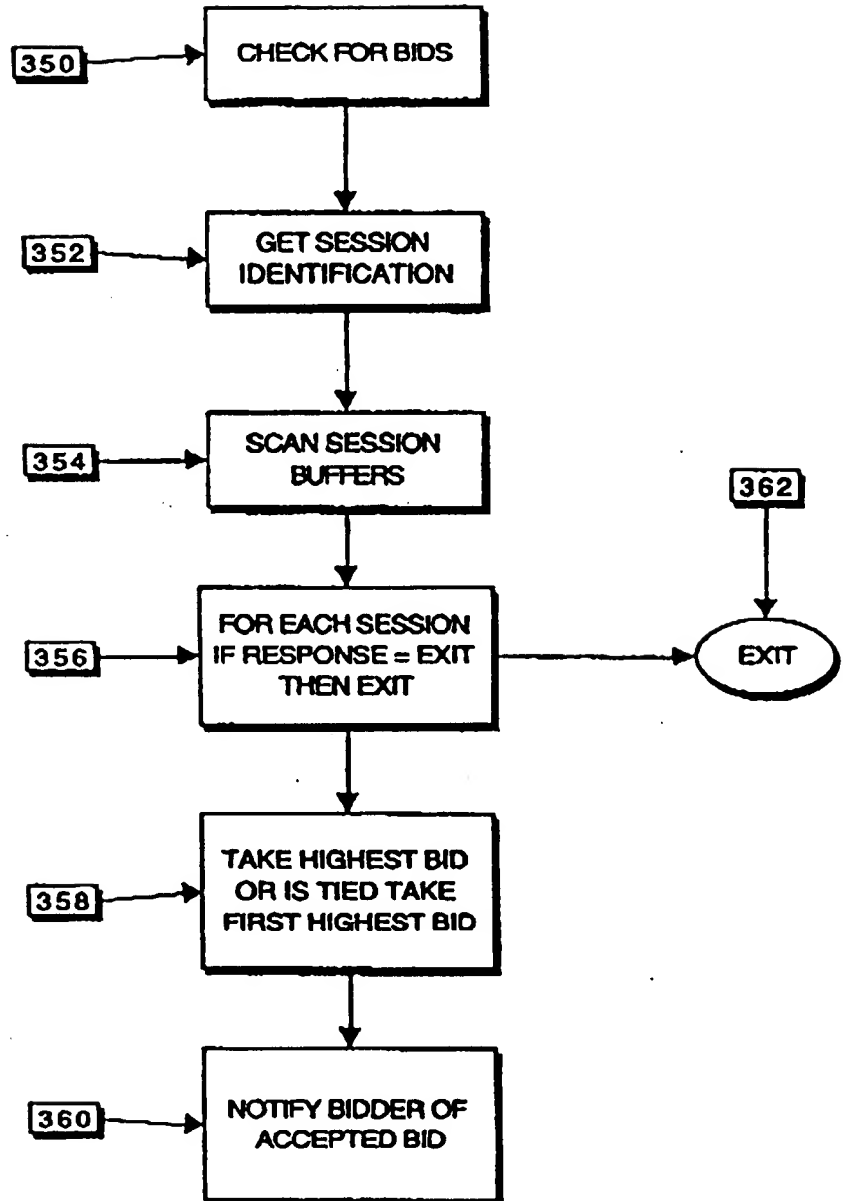 350
CHECK FOR BIDS
352
GET SESSION
IDENTIFICATION
354
SCAN SESSION
BUFFERS
362
356
FOR EACH SESSION
IF RESPONSE = EXIT
THEN EXIT
EXIT
358
TAKE HIGHEST BID
OR IS TIED TAKE
FIRST HIGHEST BID
360
NOTIFY BIDDER OF
ACCEPTED BID